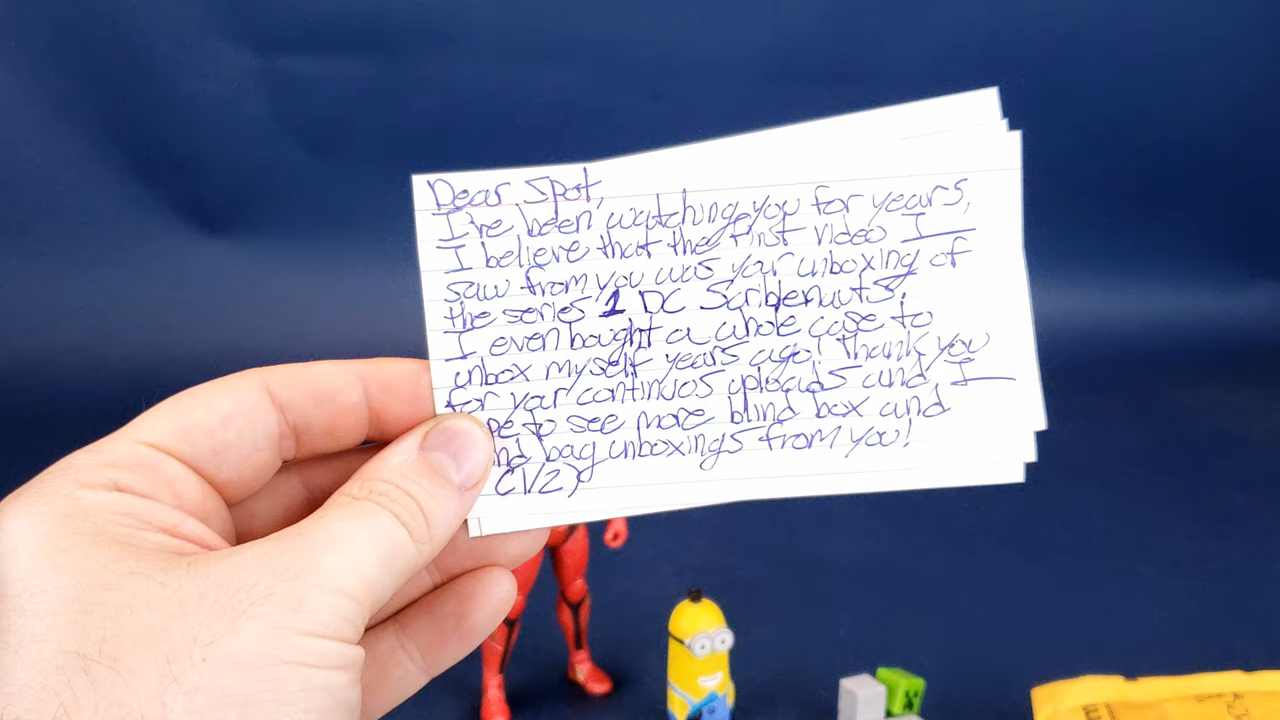 Dear Spot,
I've been watching you for years,
I believe that the first video I
saw from you was your unboxing of
the series 1 DC Scriblenauts,
I even bought a whole case to
unbox myself years ago! Thank you
for your continuos uploads and I
pe to see more blind box and
nd bag unboxings from you!
(1/2)